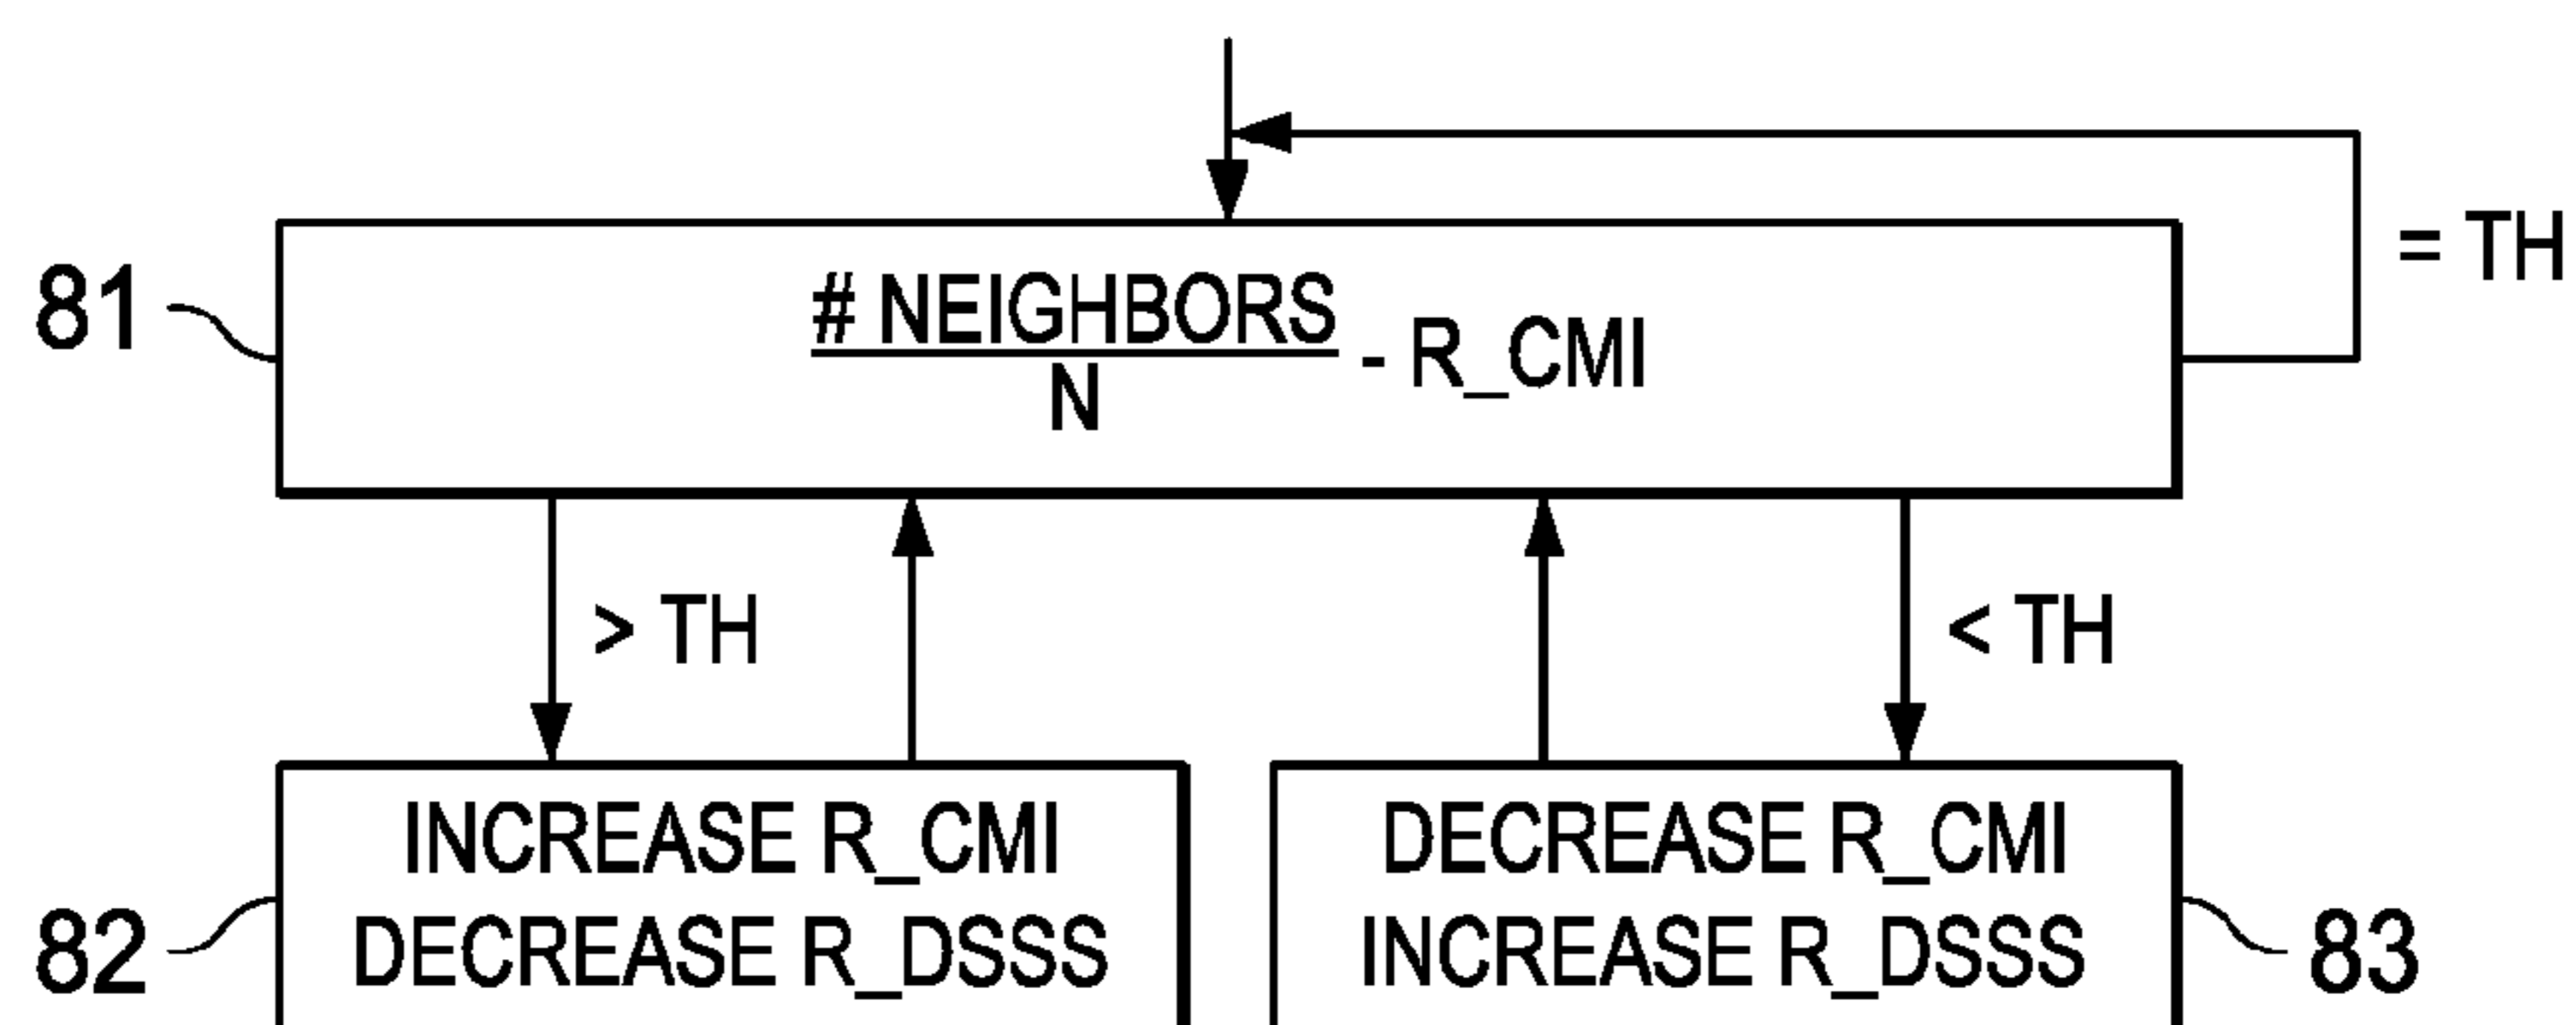 = TH
81
# NEIGHBORS
N
- R_CMI
> TH
< TH
INCREASE R_CMI
DECREASE R_DSSS
DECREASE R_CMI
INCREASE R_DSSS
82
83